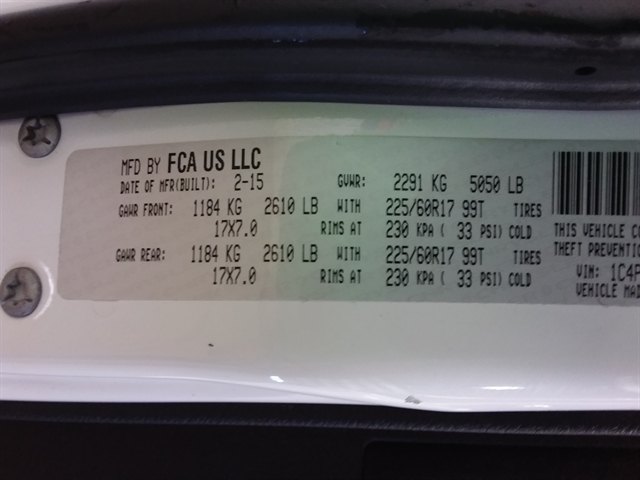 MFD BY FCA US LLC
DATE OF MFR(BUILT): 2-15 GVWR: 2291 KG 5050 LB
GAWR FRONT: 1184 KG 2610 LB WITH 225/60R17 99T TIRES
17X7.0 RIMS AT 230 KPA ( 33 PSI) COLD
GAWR REAR: 1184 KG 2610 LB WITH 225/60R17 99T TIRES
17X7.0 RIMS AT 230 KPA ( 33 PSI) COLD
THIS VEHICLE
THEFT PREVENTION
VIN: 1C4P
VEHICLE